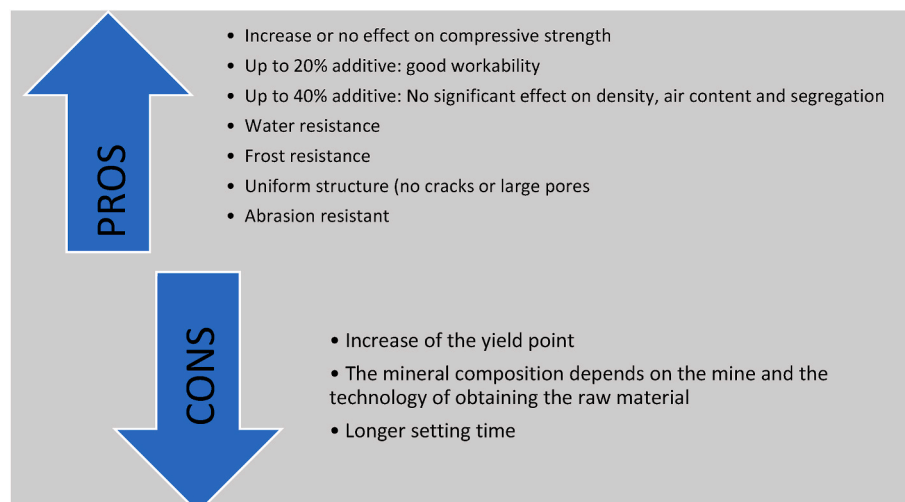 PROS
• Increase or no effect on compressive strength
• Up to 20% additive: good workability
• Up to 40% additive: No significant effect on density, air content and segregation
• Water resistance
• Frost resistance
• Uniform structure (no cracks or large pores
• Abrasion resistant
CONS
• Increase of the yield point
• The mineral composition depends on the mine and the
technology of obtaining the raw material
• Longer setting time